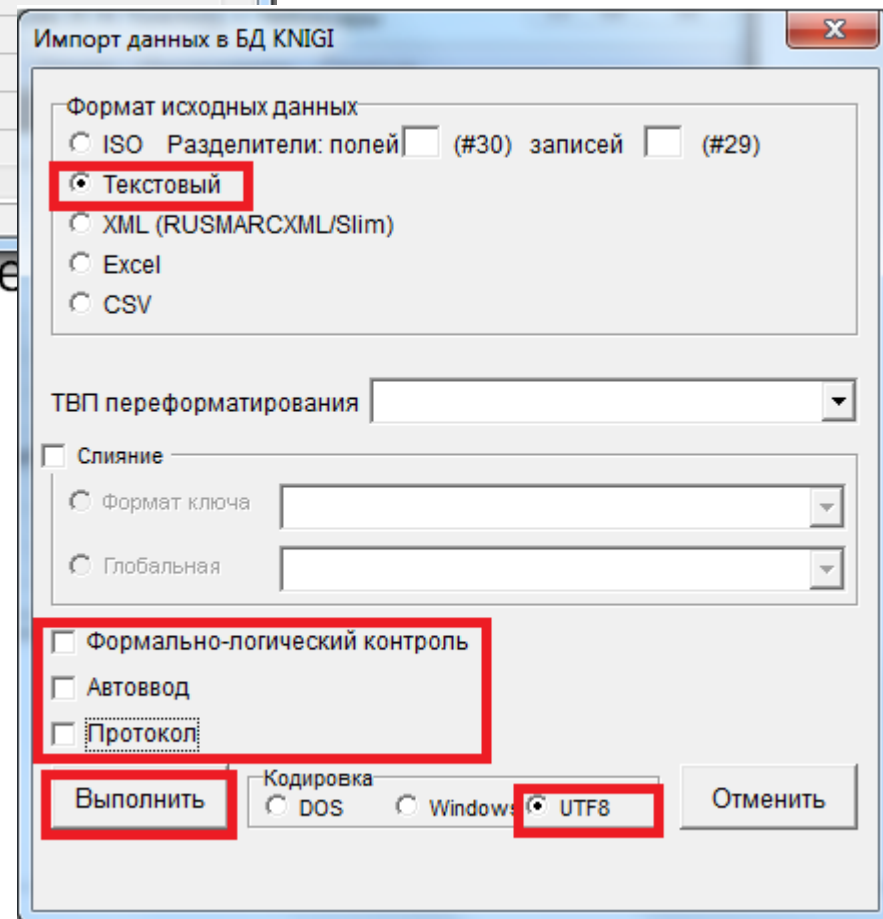 Импорт данных в БД KNIGI
Формат исходных данных
ISO Разделители: полей (#30) записей (#29)
Текстовый
XML (RUSMARCXML/Slim)
Excel
CSV
ТВП переформатирования
Слияние
Формат ключа
Глобальная
Формально-логический контроль
Автоввод
Протокол
Выполнить
Кодировка
DOS Windows UTF8
Отменить